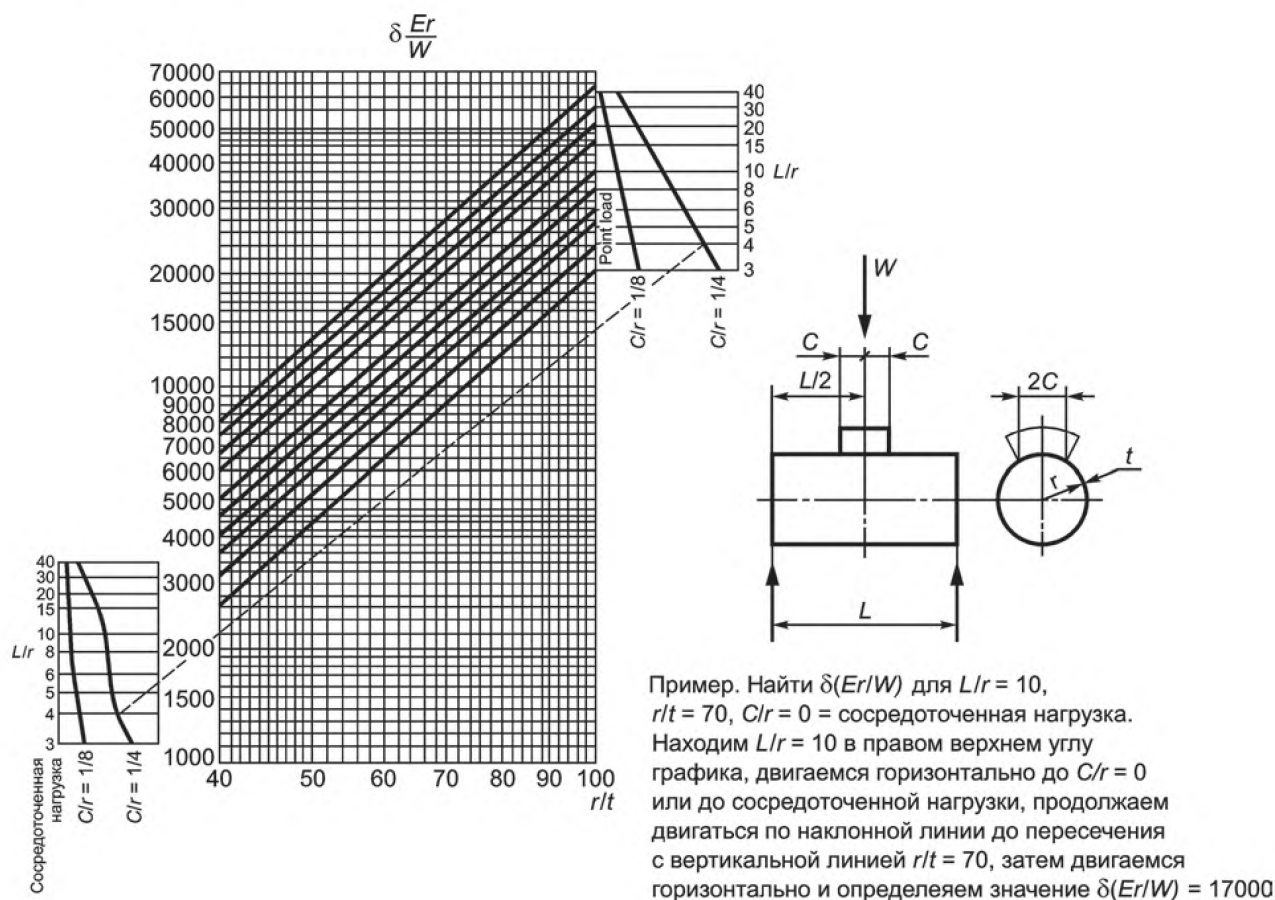 δ Er/W
70000
60000
50000
40000
30000
20000
15000
10000
9000
8000
7000
6000
5000
4000
3000
2000
1500
1000
40 50 60 70 80 90 100
r/t
40
30
20
15
10 L/r
8
6
5
4
3
Point load
C/r = 1/8
C/r = 1/4
40
30
20
15
10
L/r 8
6
5
4
3
Сосредоточенная
нагрузка
C/r = 1/8
C/r = 1/4
W
C C
L/2
2C
t
r
L
Пример. Найти δ(Er/W) для L/r = 10,
r/t = 70, C/r = 0 = сосредоточенная нагрузка.
Находим L/r = 10 в правом верхнем углу
графика, двигаемся горизонтально до C/r = 0
или до сосредоточенной нагрузки, продолжаем
двигаться по наклонной линии до пересечения
с вертикальной линией r/t = 70, затем двигаемся
горизонтально и определеяем значение δ(Er/W) = 17000